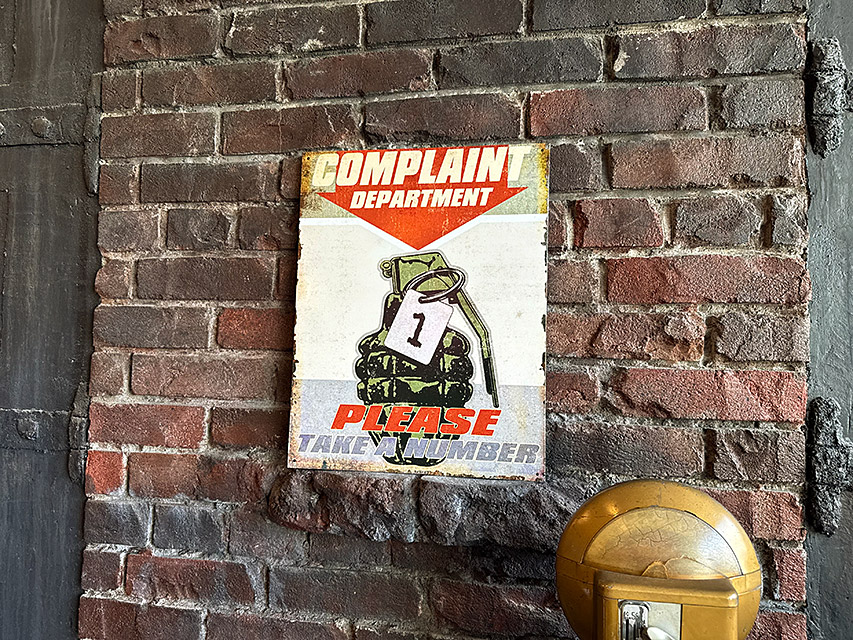 COMPLAINT
DEPARTMENT
1
PLEASE
TAKE A NUMBER